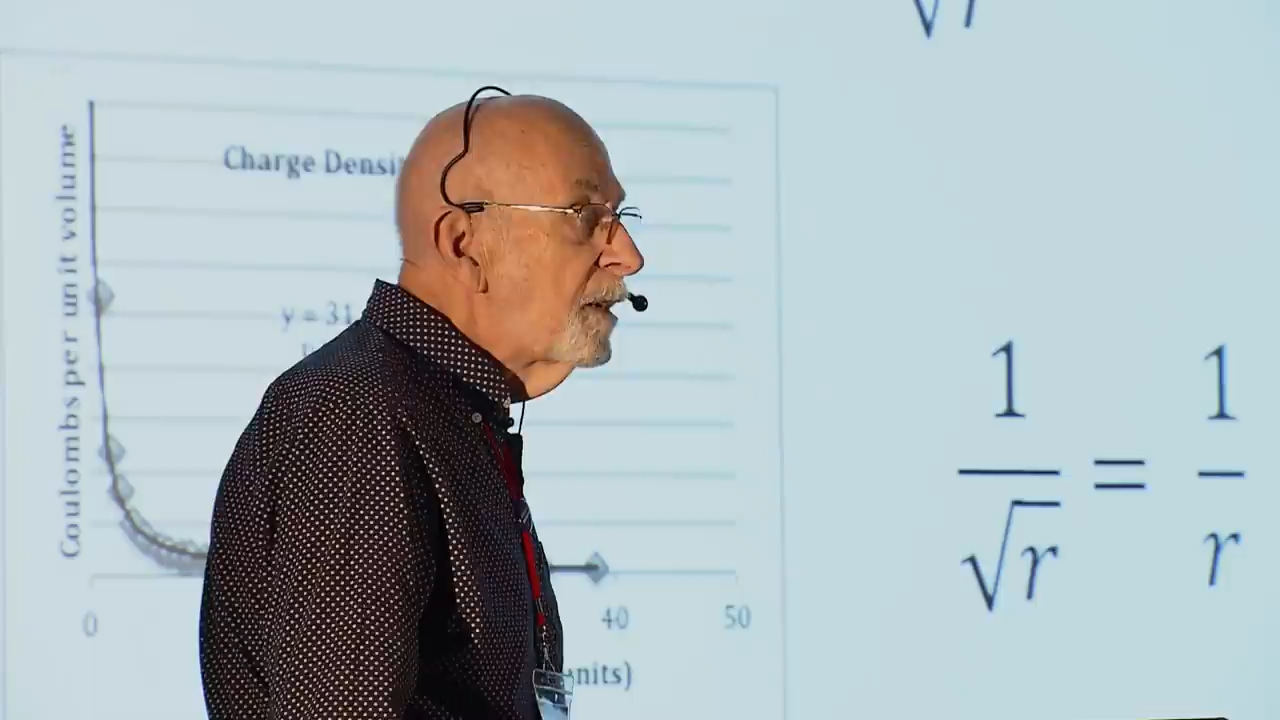 √r
Charge Densi
Coulombs per unit volume
y = 31
1
1
=
√r
r
0
40
50
nits)